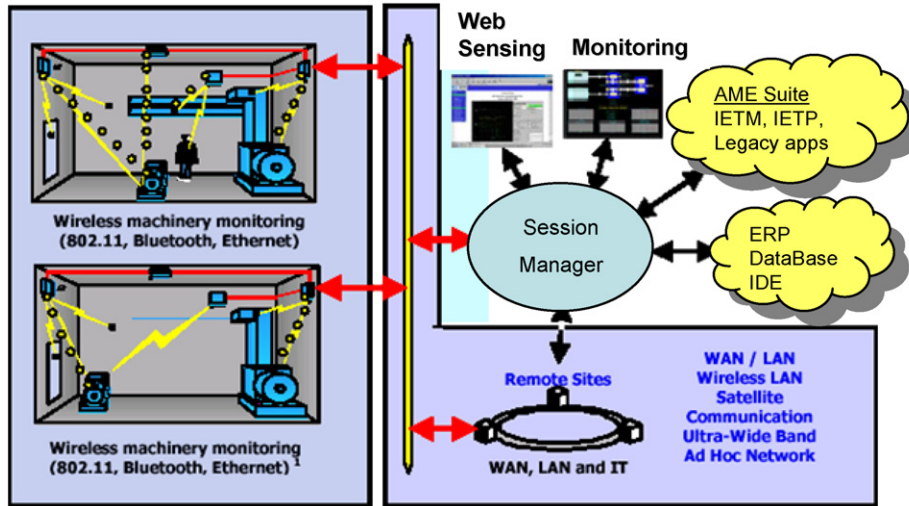 Wireless machinery monitoring
(802.11, Bluetooth, Ethernet)
Wireless machinery monitoring
(802.11, Bluetooth, Ethernet) 1
Web
Sensing
Monitoring
AME Suite
IETM, IETP,
Legacy apps
Session
Manager
ERP
DataBase
IDE
Remote Sites
WAN, LAN and IT
WAN / LAN
Wireless LAN
Satellite
Communication
Ultra-Wide Band
Ad Hoc Network